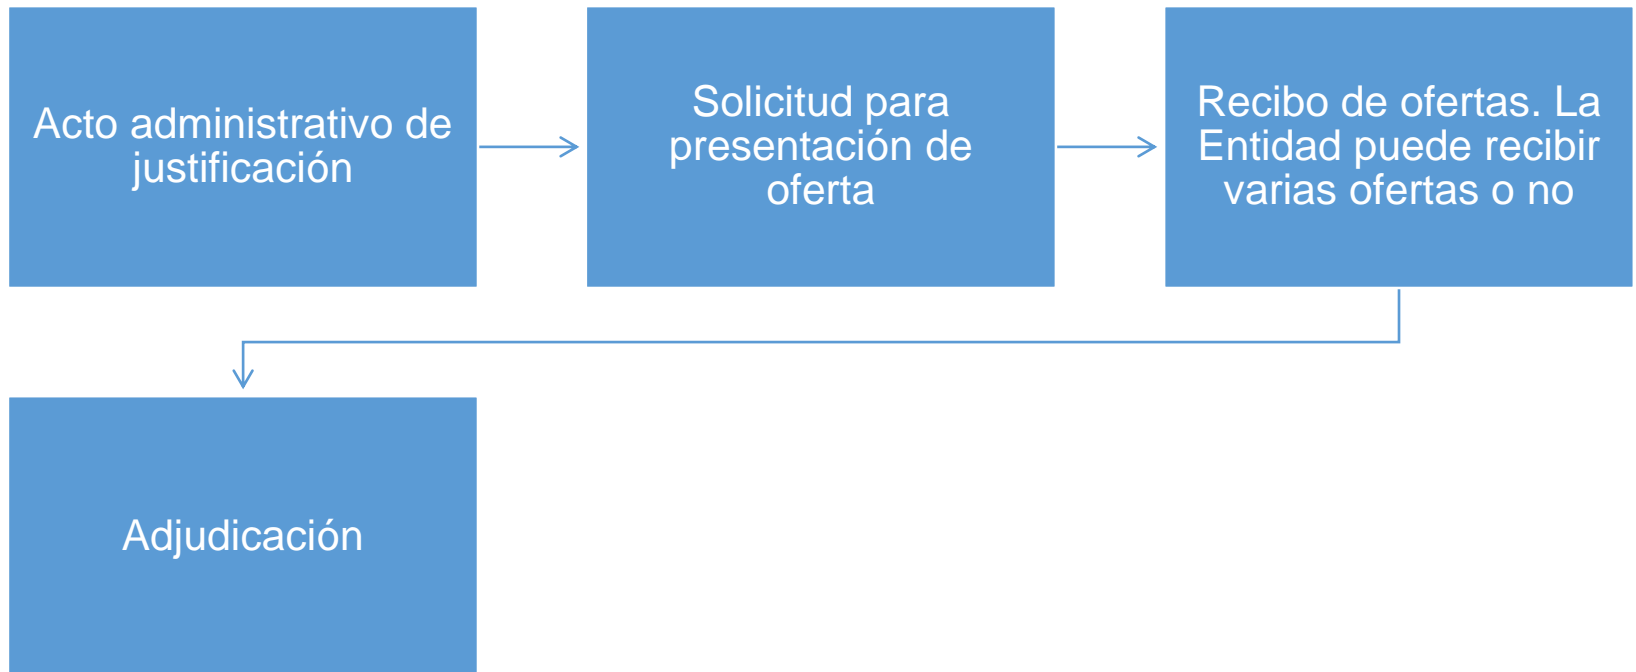 Acto administrativo de
justificación
Solicitud para
presentación de
oferta
Recibo de ofertas. La
Entidad puede recibir
varias ofertas o no
Adjudicación